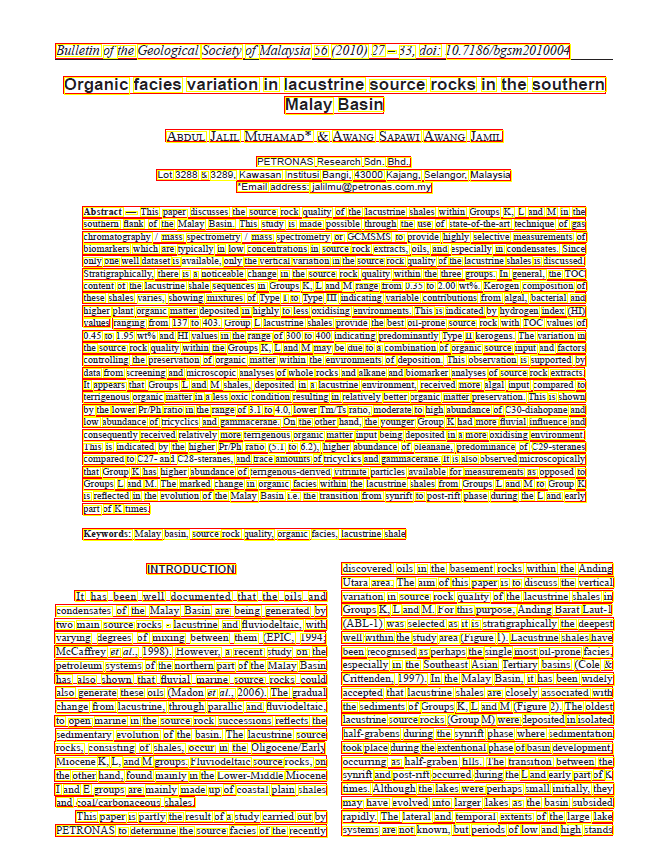 Bulletin of the Geological Society of Malaysia 56 (2010) 27 – 33, doi: 10.7186/bgsm2010004
Organic facies variation in lacustrine source rocks in the southern
Malay Basin
Abdul Jalil Muhamad* & Awang Sapawi Awang Jamil
PETRONAS Research Sdn. Bhd.
Lot 3288 & 3289, Kawasan Institusi Bangi, 43000 Kajang, Selangor, Malaysia
*Email address: jalilmu@petronas.com.my
Abstract — This paper discusses the source rock quality of the lacustrine shales within Groups K, L and M in the
southern flank of the Malay Basin. This study is made possible through the use of state-of-the-art technique of gas
chromatography / mass spectrometry / mass spectrometry or GCMSMS to provide highly selective measurements of
biomarkers which are typically in low concentrations in source rock extracts, oils, and especially in condensates. Since
only one well dataset is available, only the vertical variation in the source rock quality of the lacustrine shales is discussed.
Stratigraphically, there is a noticeable change in the source rock quality within the three groups. In general, the TOC
content of the lacustrine shale sequences in Groups K, L and M range from 0.35 to 2.00 wt%. Kerogen composition of
these shales varies, showing mixtures of Type I to Type III indicating variable contributions from algal, bacterial and
higher plant organic matter deposited in highly to less oxidising environments. This is indicated by hydrogen index (HI)
values ranging from 137 to 403. Group L lacustrine shales provide the best oil-prone source rock with TOC values of
0.45 to 1.95 wt% and HI values in the range of 300 to 400 indicating predominantly Type II kerogens. The variation in
the source rock quality within the Groups K, L and M may be due to a combination of organic source input and factors
controlling the preservation of organic matter within the environments of deposition. This observation is supported by
data from screening and microscopic analyses of whole rocks and alkane and biomarker analyses of source rock extracts.
It appears that Groups L and M shales, deposited in a lacustrine environment, received more algal input compared to
terrigenous organic matter in a less oxic condition resulting in relatively better organic matter preservation. This is shown
by the lower Pr/Ph ratio in the range of 3.1 to 4.0, lower Tm/Ts ratio, moderate to high abundance of C30-diahopane and
low abundance of tricyclics and gammacerane. On the other hand, the younger Group K had more fluvial influence and
consequently received relatively more terrigenous organic matter input being deposited in a more oxidising environment.
This is indicated by the higher Pr/Ph ratio (5.1 to 6.2), higher abundance of oleanane, predominance of C29-steranes
compared to C27- and C28-steranes, and trace amounts of tricyclics and gammacerane. It is also observed microscopically
that Group K has higher abundance of terrigenous-derived vitrinite particles available for measurements as opposed to
Groups L and M. The marked change in organic facies within the lacustrine shales from Groups L and M to Group K
is reflected in the evolution of the Malay Basin i.e. the transition from synrift to post-rift phase during the L and early
part of K times.
Keywords: Malay basin, source rock quality, organic facies, lacustrine shale
INTRODUCTION
It has been well documented that the oils and
condensates of the Malay Basin are being generated by
two main source rocks - lacustrine and fluviodeltaic, with
varying degrees of mixing between them (EPIC, 1994;
McCaffrey et al., 1998). However, a recent study on the
petroleum systems of the northern part of the Malay Basin
has also shown that fluvial marine source rocks could
also generate these oils (Madon et al., 2006). The gradual
change from lacustrine, through parallic and fluviodeltaic,
to open marine in the source rock successions reflects the
sedimentary evolution of the basin. The lacustrine source
rocks, consisting of shales, occur in the Oligocene/Early
Miocene K, L, and M groups. Fluviodeltaic source rocks, on
the other hand, found mainly in the Lower-Middle Miocene
I and E groups are mainly made up of coastal plain shales
and coal/carbonaceous shales.
This paper is partly the result of a study carried out by
PETRONAS to determine the source facies of the recently
discovered oils in the basement rocks within the Anding
Utara area. The aim of this paper is to discuss the vertical
variation in source rock quality of the lacustrine shales in
Groups K, L and M. For this purpose, Anding Barat Laut-1
(ABL-1) was selected as it is stratigraphically the deepest
well within the study area (Figure 1). Lacustrine shales have
been recognised as perhaps the single most oil-prone facies,
especially in the Southeast Asian Tertiary basins (Cole &
Crittenden, 1997). In the Malay Basin, it has been widely
accepted that lacustrine shales are closely associated with
the sediments of Groups K, L and M (Figure 2). The oldest
lacustrine source rocks (Group M) were deposited in isolated
half-grabens during the synrift phase where sedimentation
took place during the extentional phase of basin development,
occurring as half-graben fills. The transition between the
synrift and post-rift occurred during the L and early part of K
times. Although the lakes were perhaps small initially, they
may have evolved into larger lakes as the basin subsided
rapidly. The lateral and temporal extents of the large lake
systems are not known, but periods of low and high stands